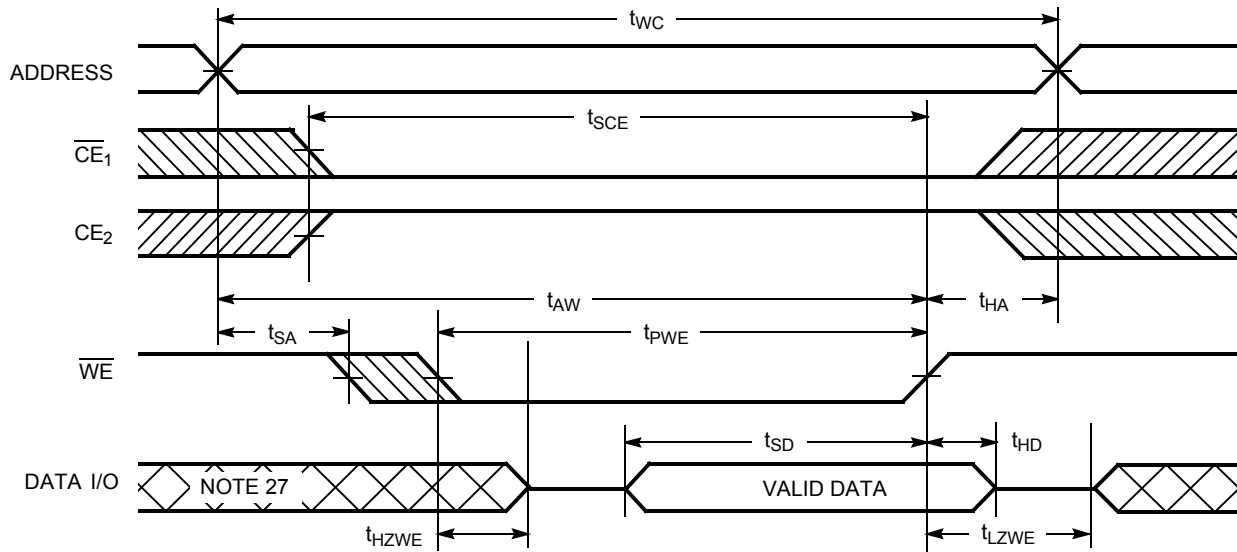 tWC
ADDRESS
tSCE
CE1
CE2
tAW
tHA
tSA
tPWE
WE
tSD
tHD
DATA I/O
NOTE 27
VALID DATA
tHZWE
tLZWE